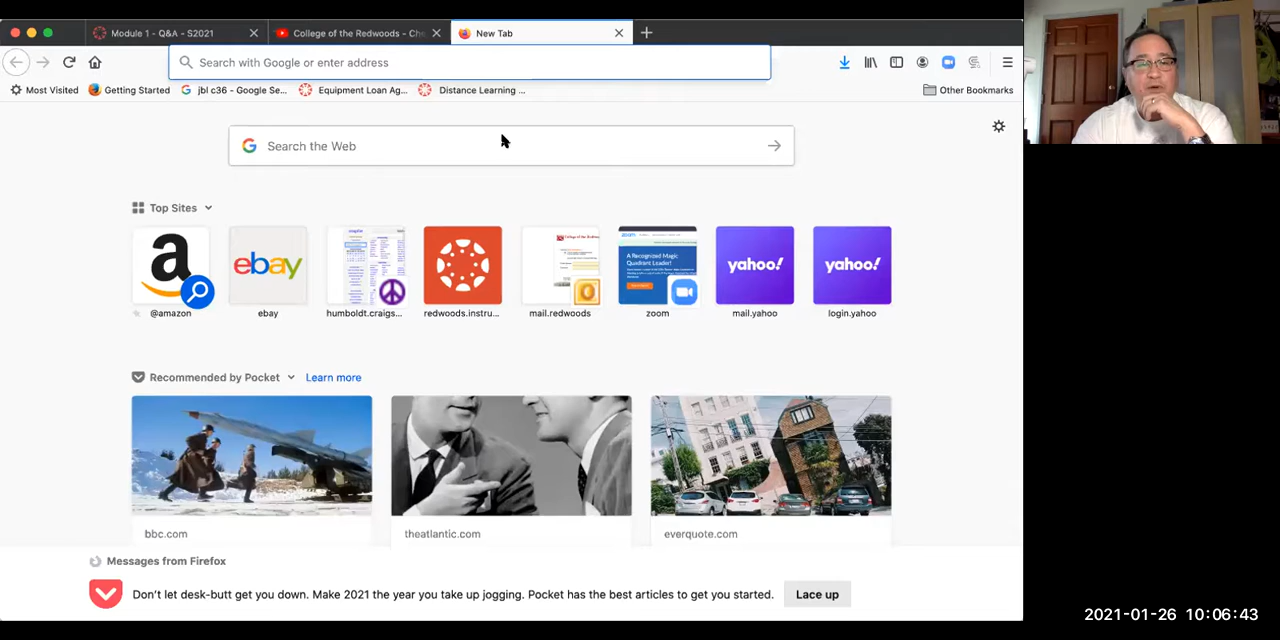 Module 1 - Q&A - S2021
College of the Redwoods - Che
New Tab
Search with Google or enter address
Most Visited
Getting Started
jbl c36 - Google Se...
Equipment Loan Ag...
Distance Learning ...
Other Bookmarks
Search the Web
Top Sites
a
ebay
A Recognized Magic
Quadrant Leader!
yahoo!
yahoo!
@amazon
ebay
humboldt.craigs...
redwoods.instru...
mail.redwoods
zoom
mail.yahoo
login.yahoo
Recommended by Pocket
Learn more
bbc.com
theatlantic.com
everquote.com
Messages from Firefox
Don't let desk-butt get you down. Make 2021 the year you take up jogging. Pocket has the best articles to get you started.
Lace up
2021-01-26 10:06:43